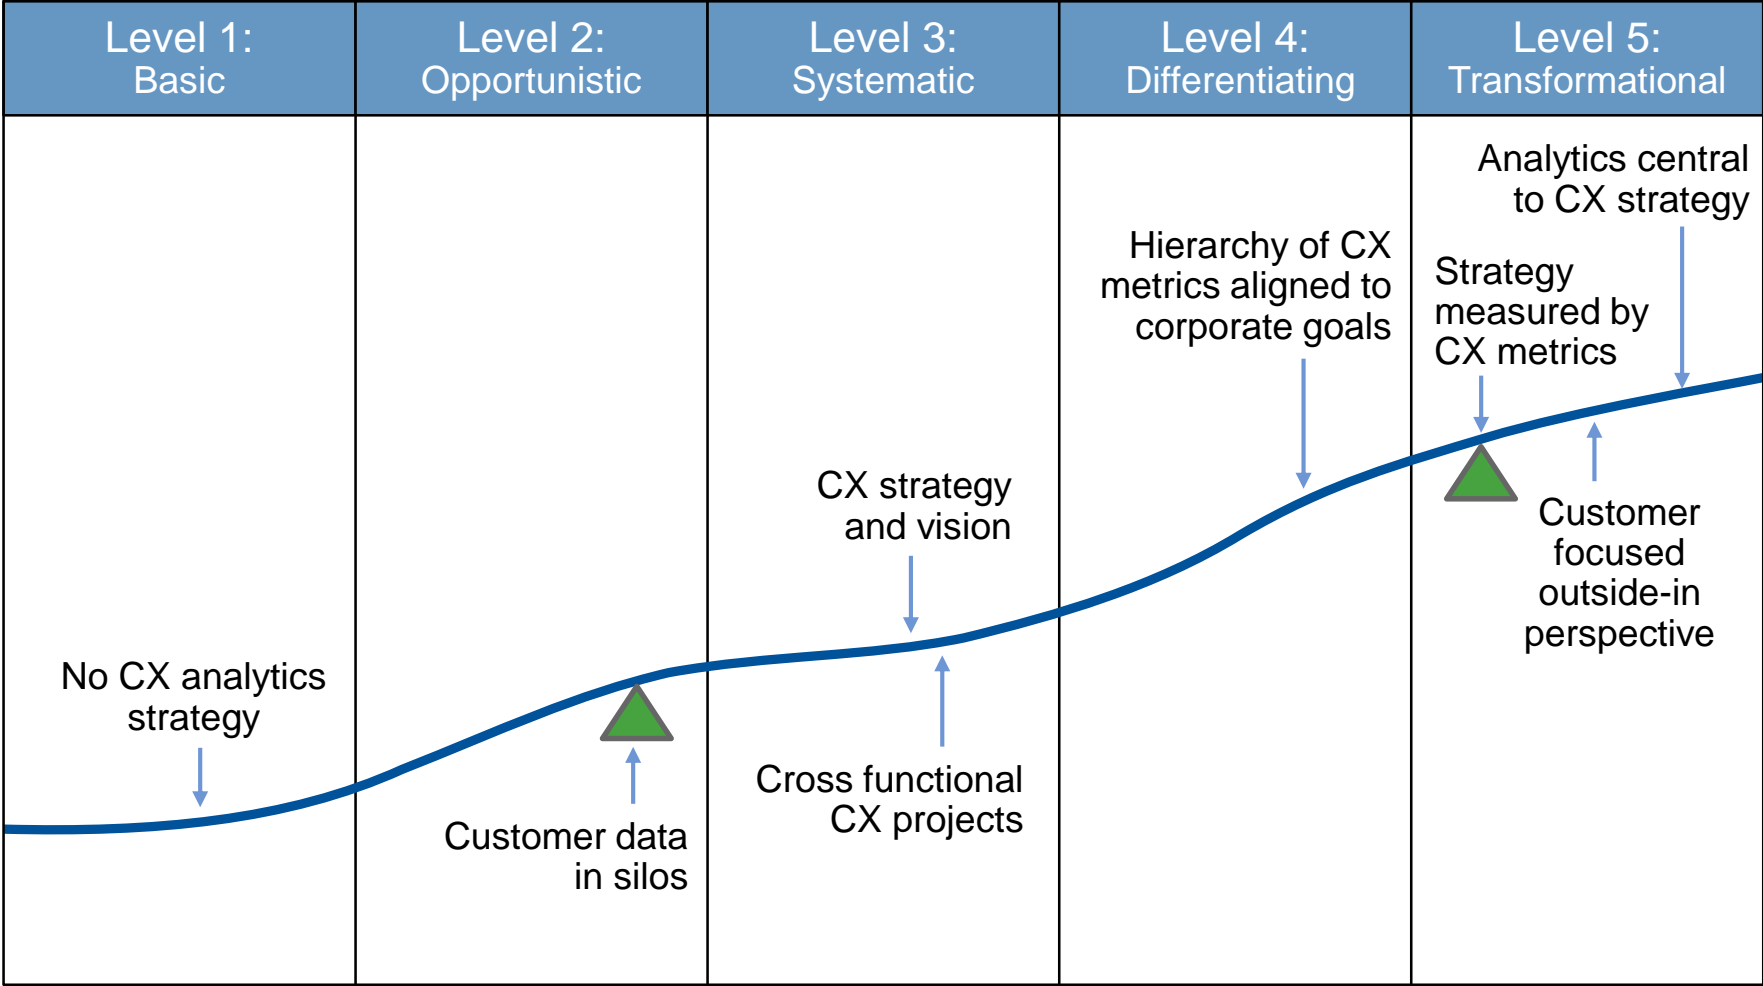 Level 1:
Basic
Level 2:
Opportunistic
Level 3:
Systematic
Level 4:
Differentiating
Level 5:
Transformational
No CX analytics
strategy
Customer data
in silos
CX strategy
and vision
Cross functional
CX projects
Hierarchy of CX
metrics aligned to
corporate goals
Analytics central
to CX strategy
Strategy
measured by
CX metrics
Customer
focused
outside-in
perspective